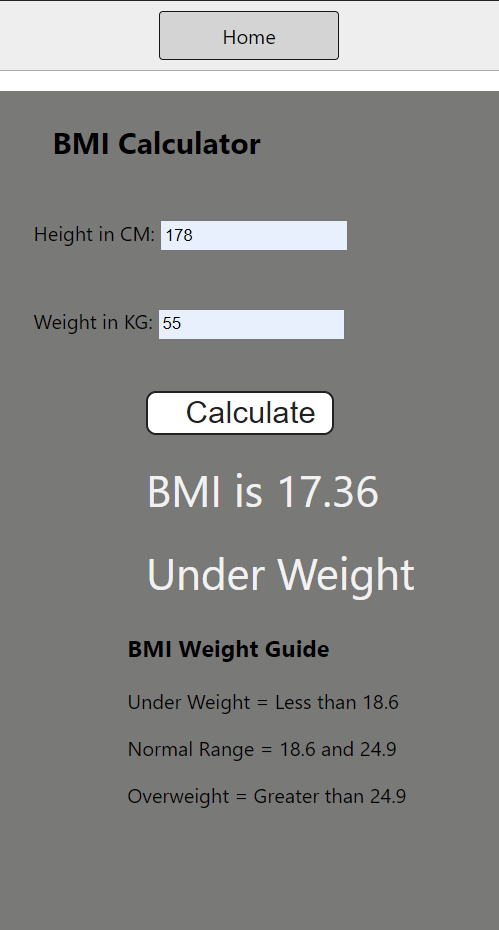 Home
BMI Calculator
Height in CM: 178
Weight in KG: 55
Calculate
BMI is 17.36
Under Weight
BMI Weight Guide
Under Weight = Less than 18.6
Normal Range = 18.6 and 24.9
Overweight = Greater than 24.9